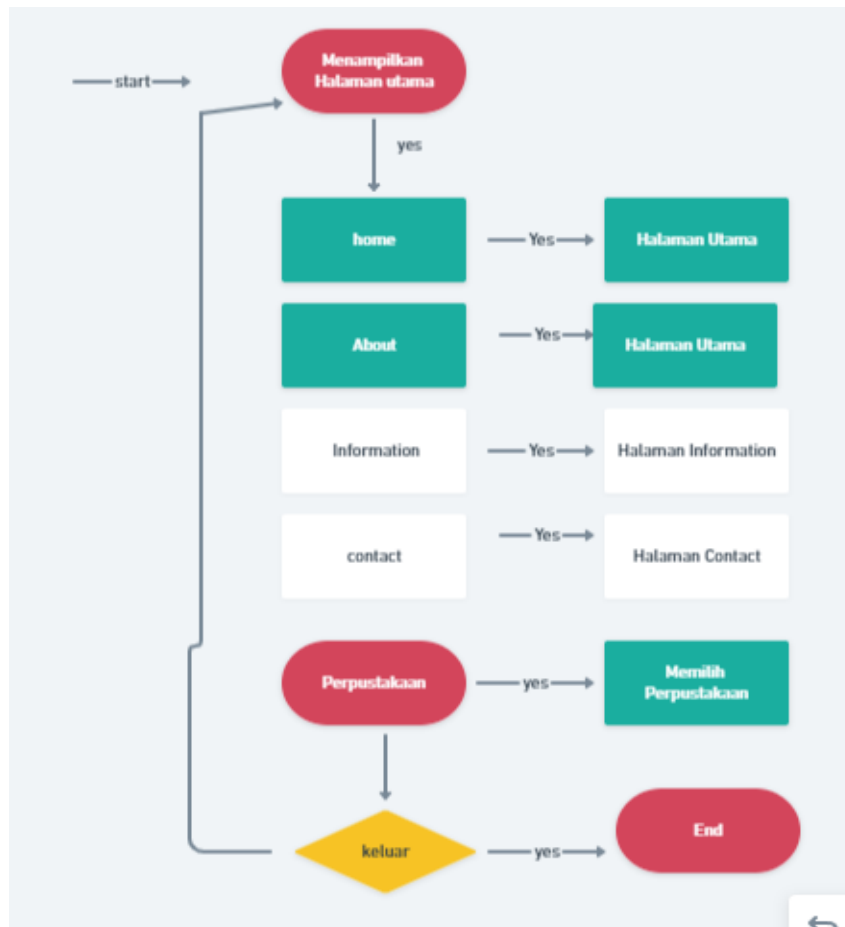 Menampilkan
Halaman utama
start
yes
home
Yes
Halaman Utama
About
Yes
Halaman Utama
Information
Yes
Halaman Information
contact
Yes
Halaman Contact
Perpustakaan
yes
Memilih
Perpustakaan
keluar
yes
End